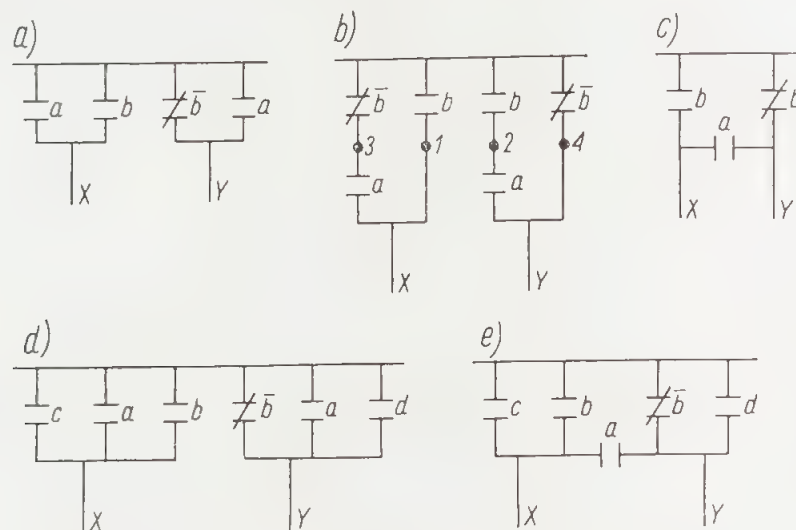 a)
a b b̅ a
X Y
b)
b̅ b b b̅
3 1 2 4
a a
X Y
c)
b
a
X Y
d)
c a b b̅ a d
X Y
e)
c b b̅ d
a
X Y